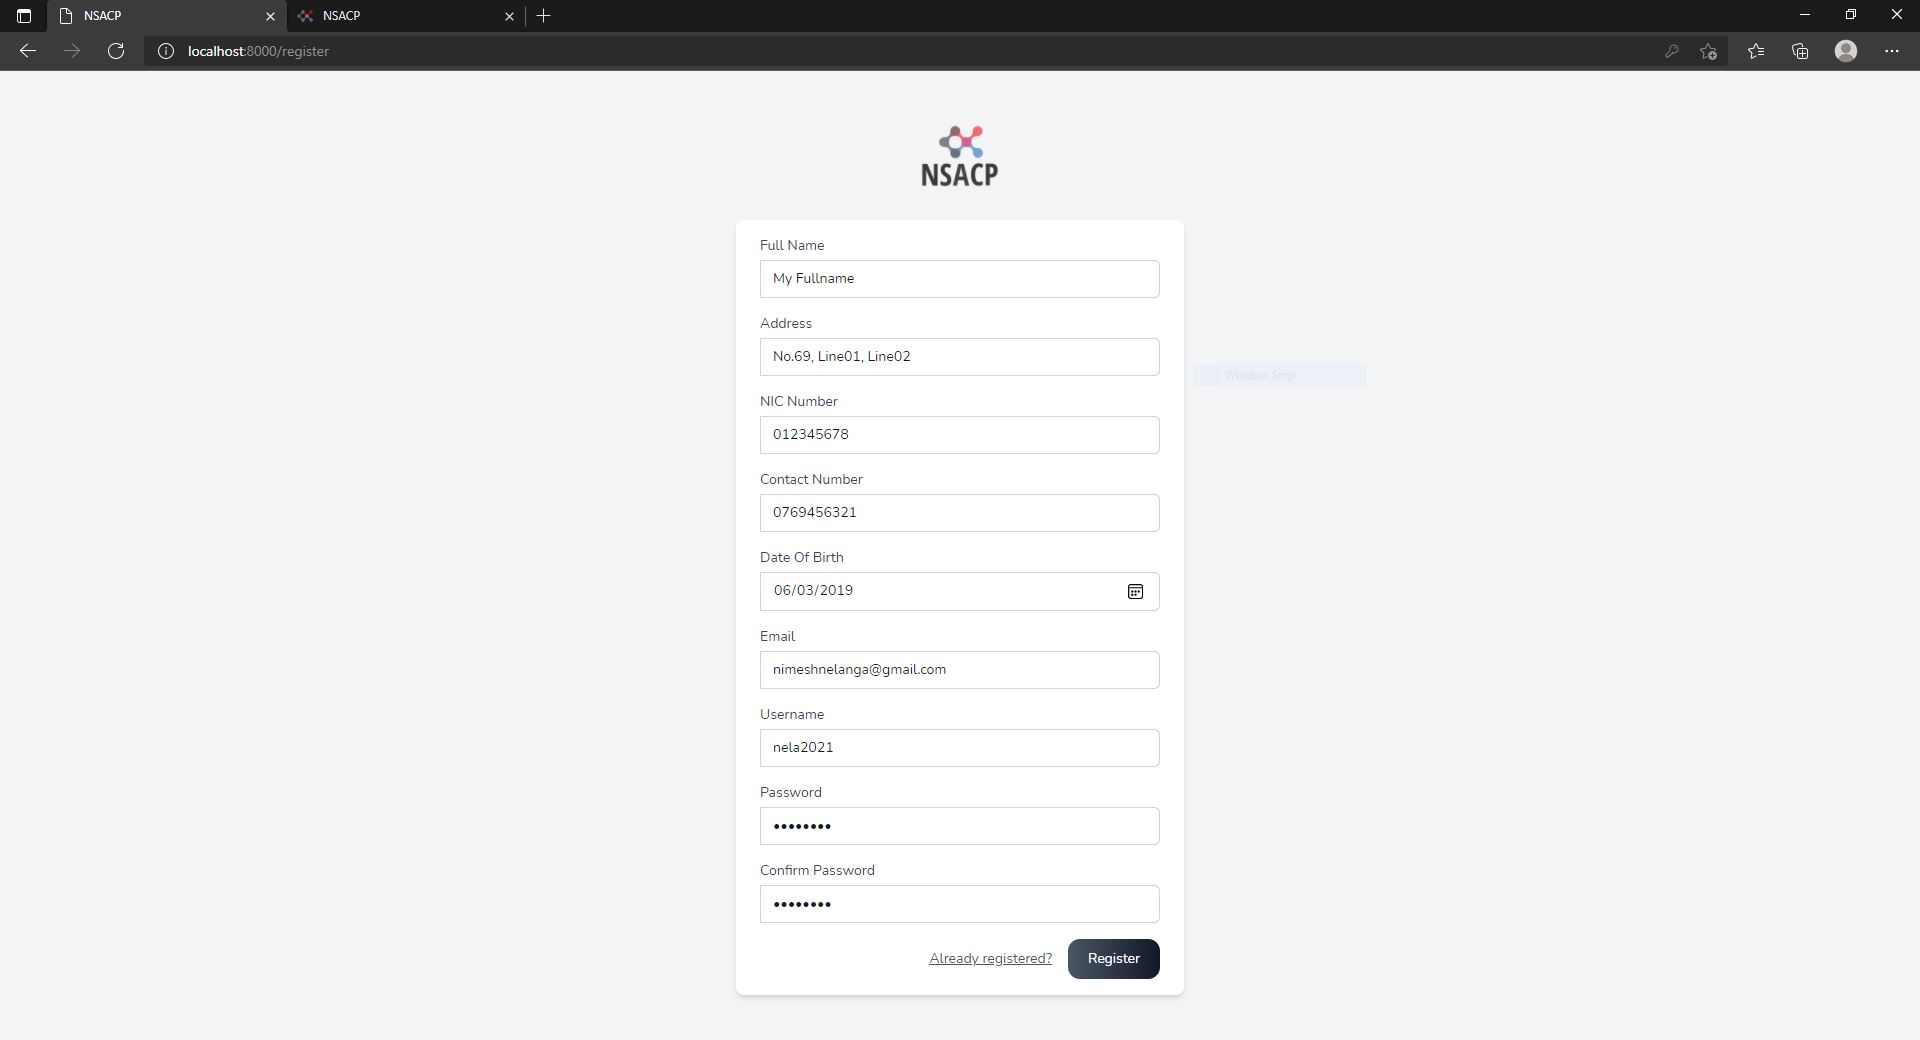 NSACP
NSACP
localhost:8000/register
NSACP
Full Name
My Fullname
Address
No.69, Line01, Line02
Window Snip
NIC Number
012345678
Contact Number
0769456321
Date Of Birth
06/03/2019
Email
nimeshnelanga@gmail.com
Username
nela2021
Password
••••••••
Confirm Password
••••••••
Already registered? Register